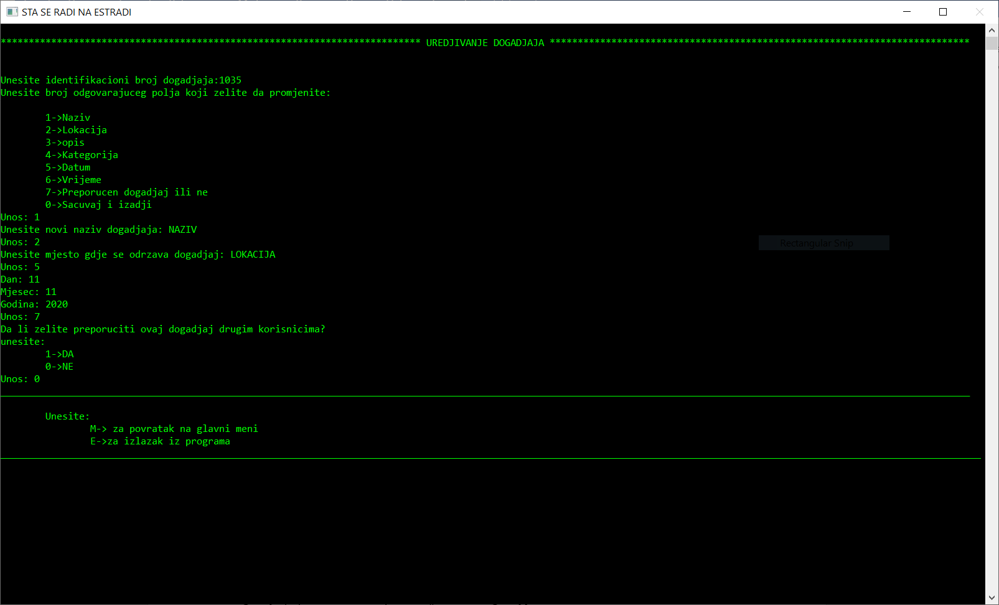 STA SE RADI NA ESTRADI
*************************************************************************** UREDJIVANJE DOGADJAJA ***************************************************************************
Unesite identifikacioni broj dogadjaja:1035
Unesite broj odgovarajuceg polja koji zelite da promjenite:
1->Naziv
2->Lokacija
3->opis
4->Kategorija
5->Datum
6->Vrijeme
7->Preporucen dogadjaj ili ne
0->Sacuvaj i izadji
Unos: 1
Unesite novi naziv dogadjaja: NAZIV
Unos: 2
Rectangular Snip
Unesite mjesto gdje se odrzava dogadjaj: LOKACIJA
Unos: 5
Dan: 11
Mjesec: 11
Godina: 2020
Unos: 7
Da li zelite preporuciti ovaj dogadjaj drugim korisnicima?
unesite:
1->DA
0->NE
Unos: 0
Unesite:
M-> za povratak na glavni meni
E->za izlazak iz programa